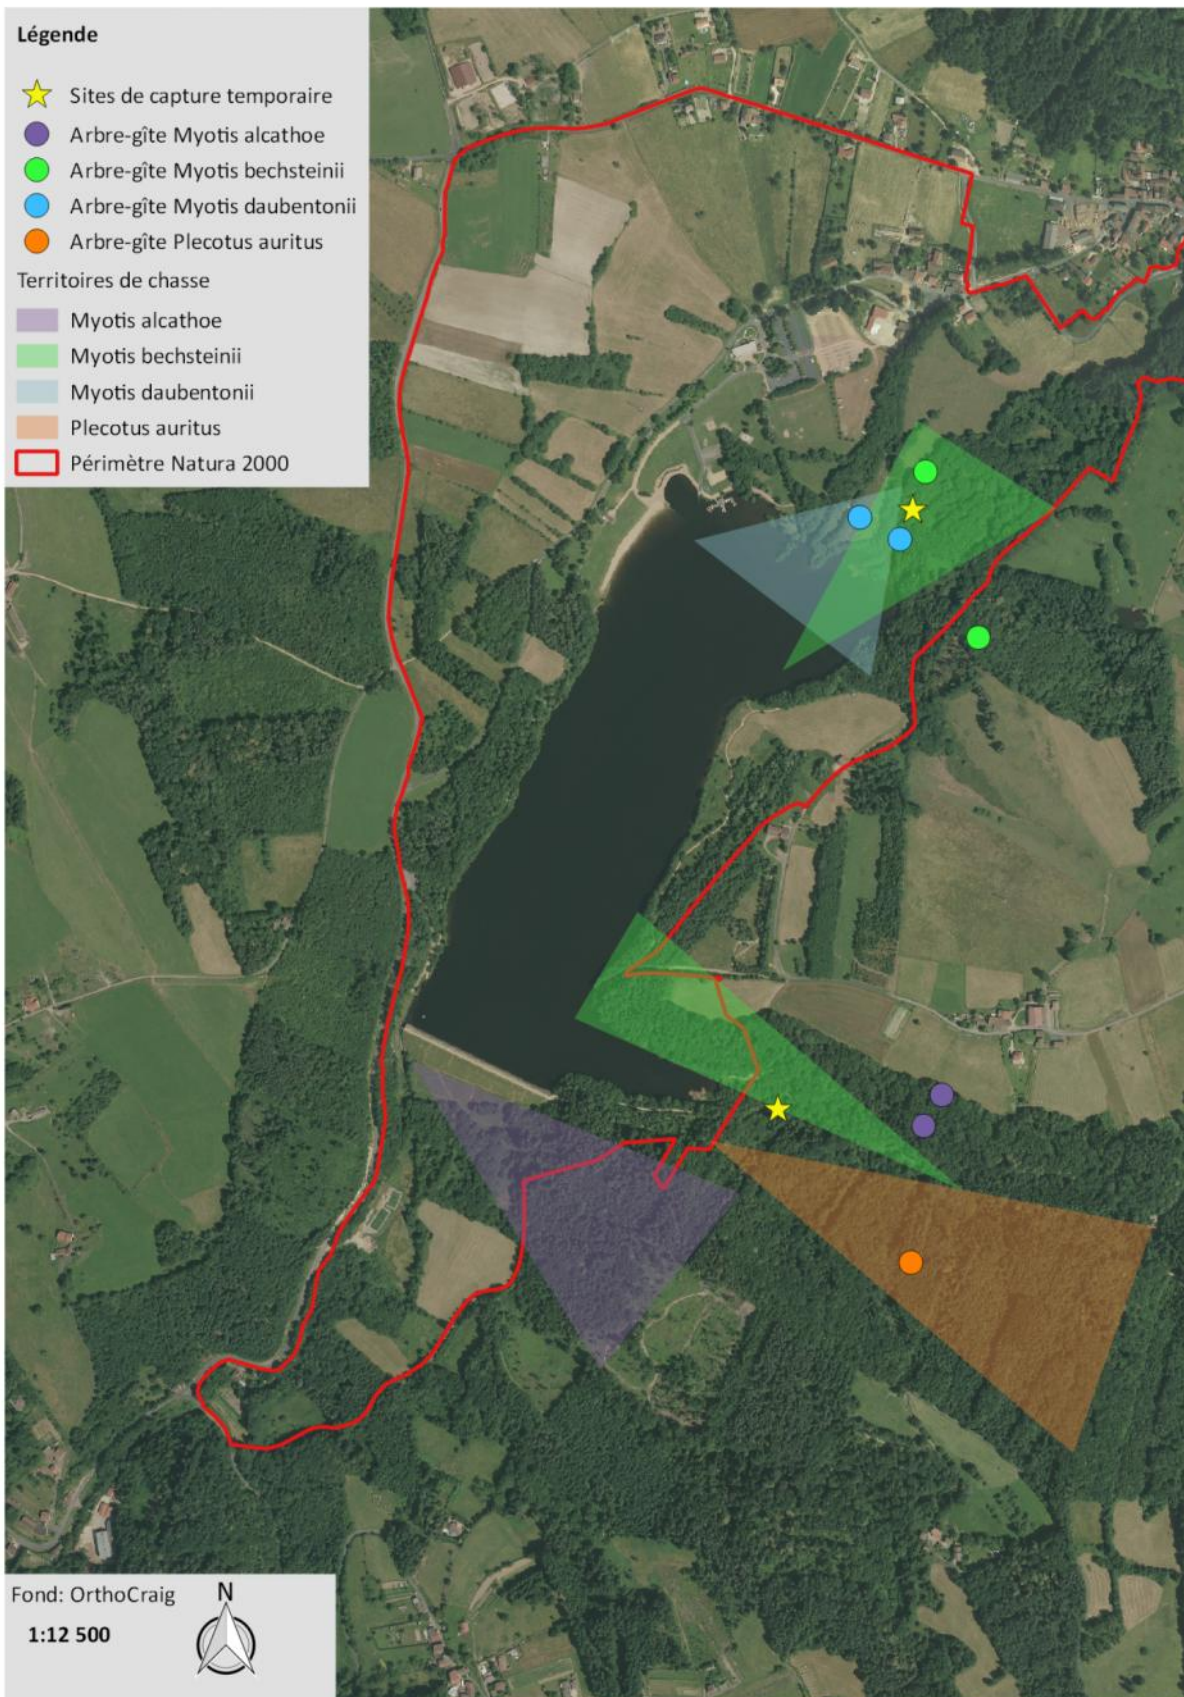 Légende
Sites de capture temporaire
Arbre-gîte Myotis alcathoe
Arbre-gîte Myotis bechsteinii
Arbre-gîte Myotis daubentonii
Arbre-gîte Plecotus auritus
Territoires de chasse
Myotis alcathoe
Myotis bechsteinii
Myotis daubentonii
Plecotus auritus
Périmètre Natura 2000
Fond: OrthoCraig
N
1:12 500